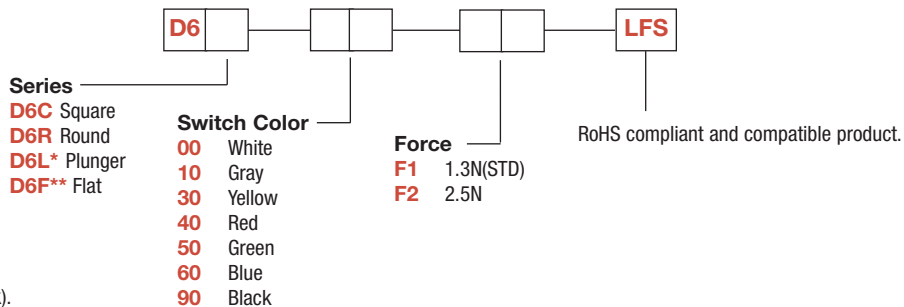 D6
LFS
Series
D6C Square
D6R Round
D6L* Plunger
D6F** Flat
Switch Color
00 White
10 Gray
30 Yellow
40 Red
50 Green
60 Blue
90 Black
Force
F1 1.3N(STD)
F2 2.5N
RoHS compliant and compatible product.
).